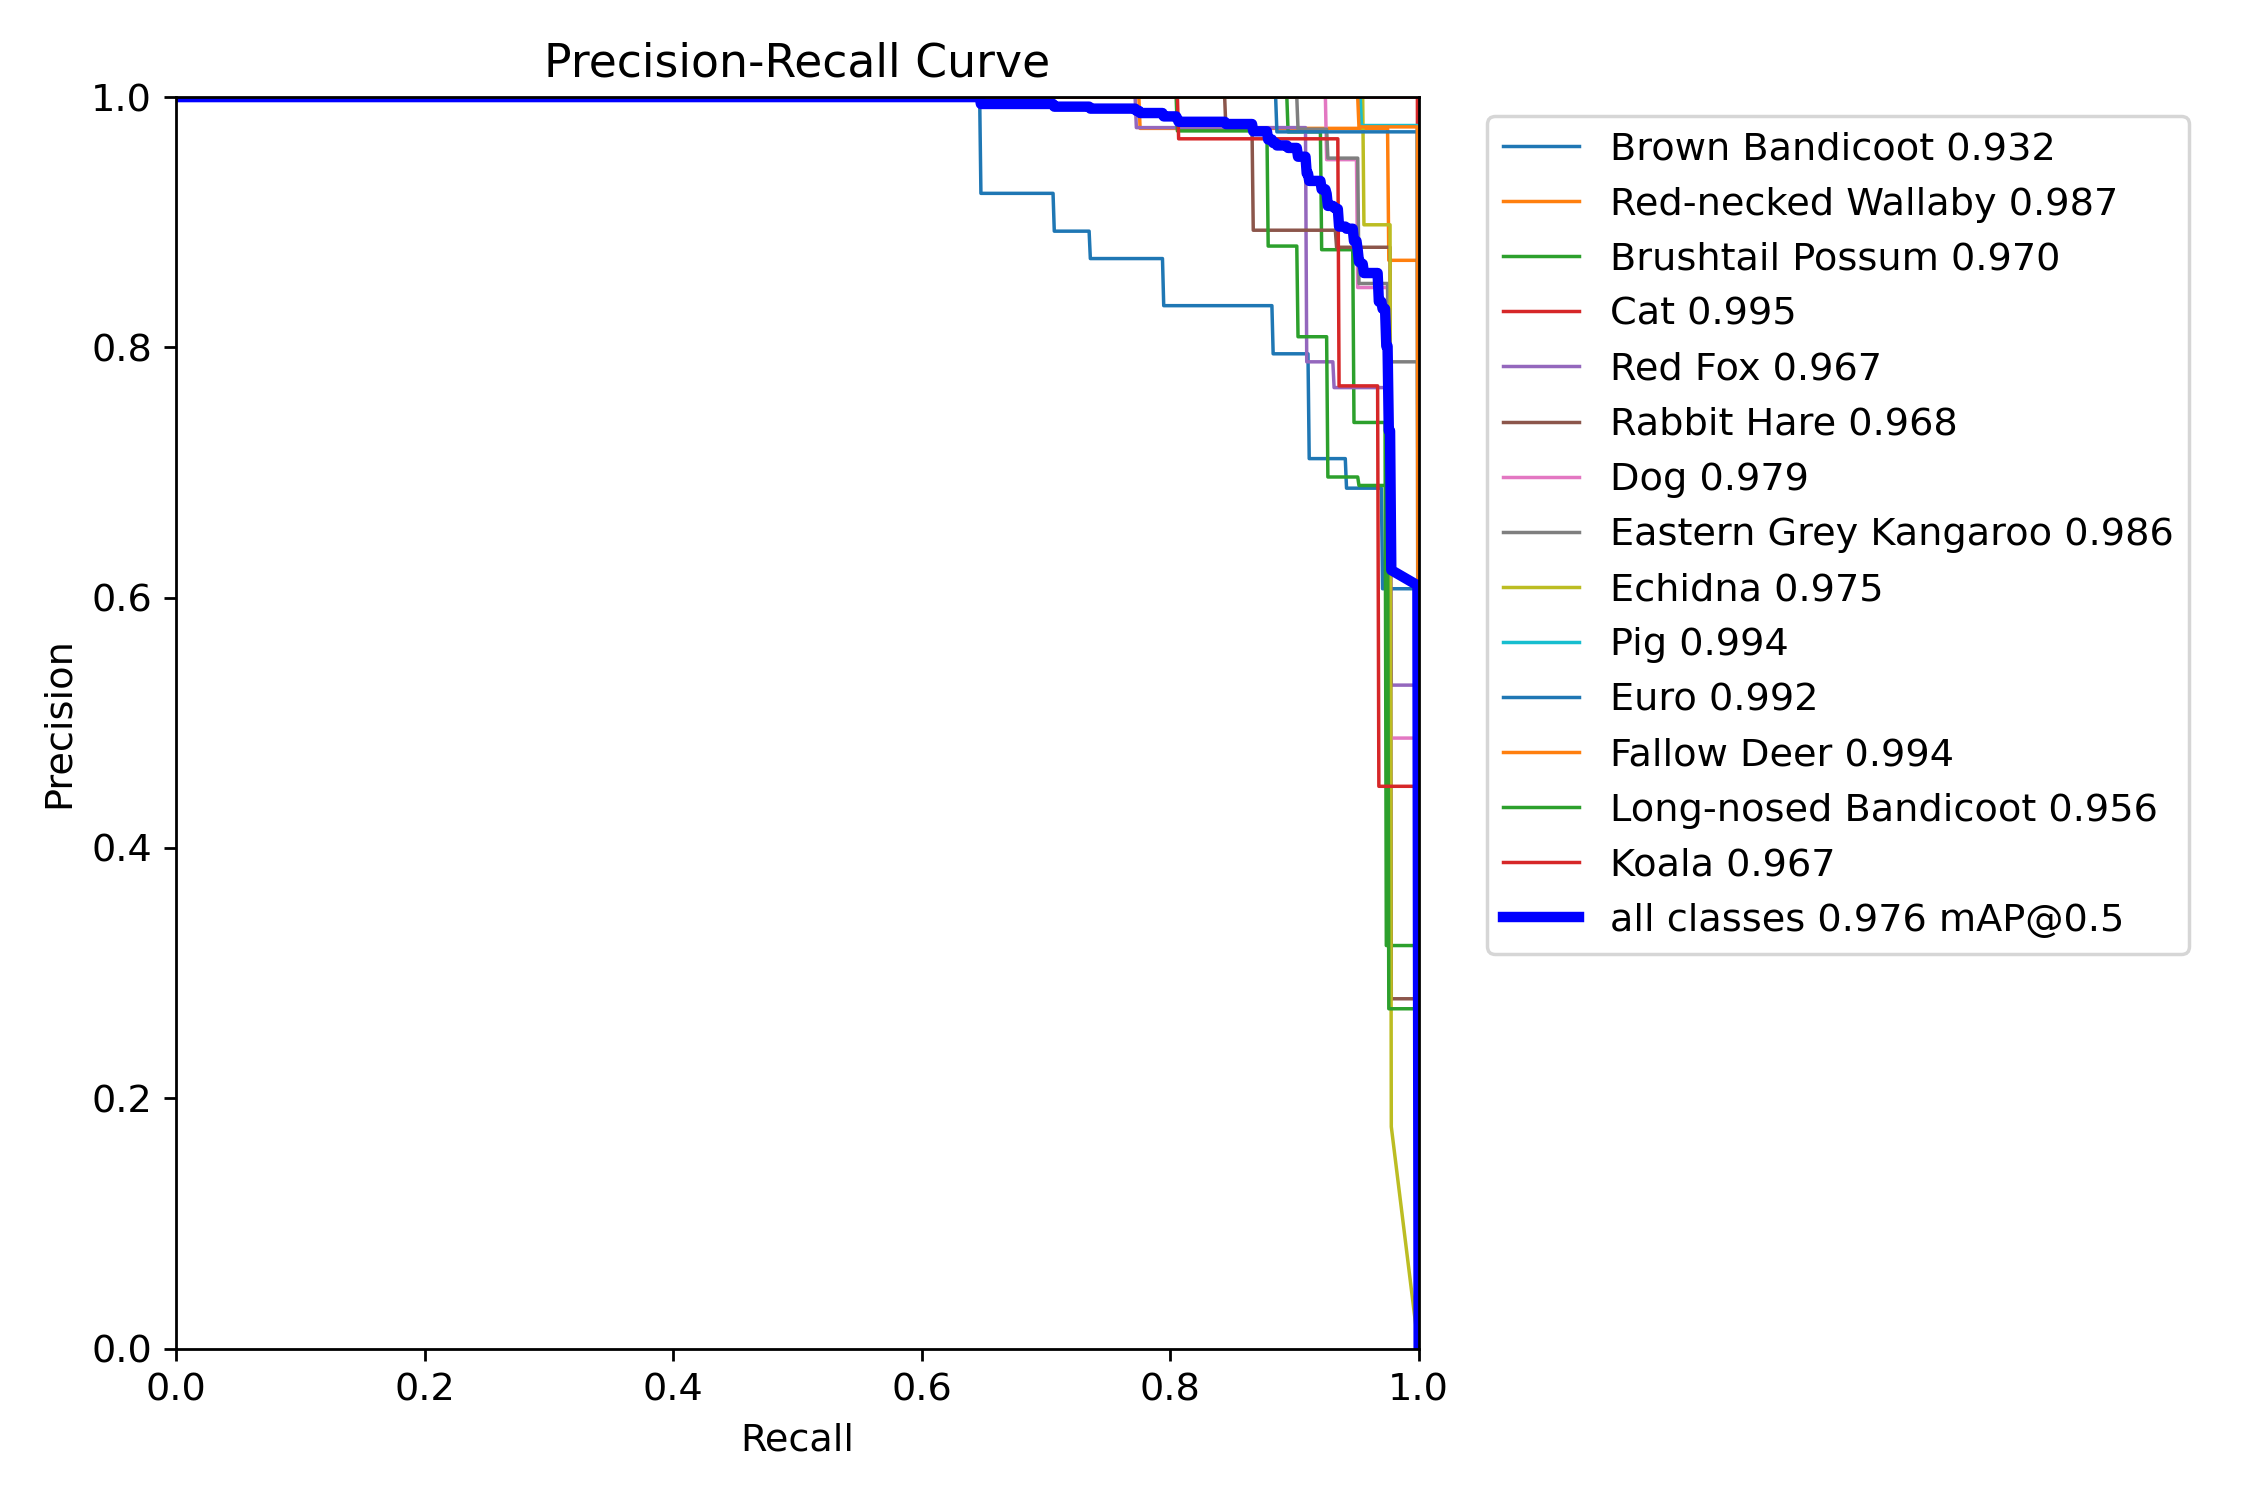 Precision-Recall Curve
1.0
0.8
0.6
0.4
0.2
0.0
Precision
0.0 0.2 0.4 0.6 0.8 1.0
Recall
Brown Bandicoot 0.932
Red-necked Wallaby 0.987
Brushtail Possum 0.970
Cat 0.995
Red Fox 0.967
Rabbit Hare 0.968
Dog 0.979
Eastern Grey Kangaroo 0.986
Echidna 0.975
Pig 0.994
Euro 0.992
Fallow Deer 0.994
Long-nosed Bandicoot 0.956
Koala 0.967
all classes 0.976 mAP@0.5